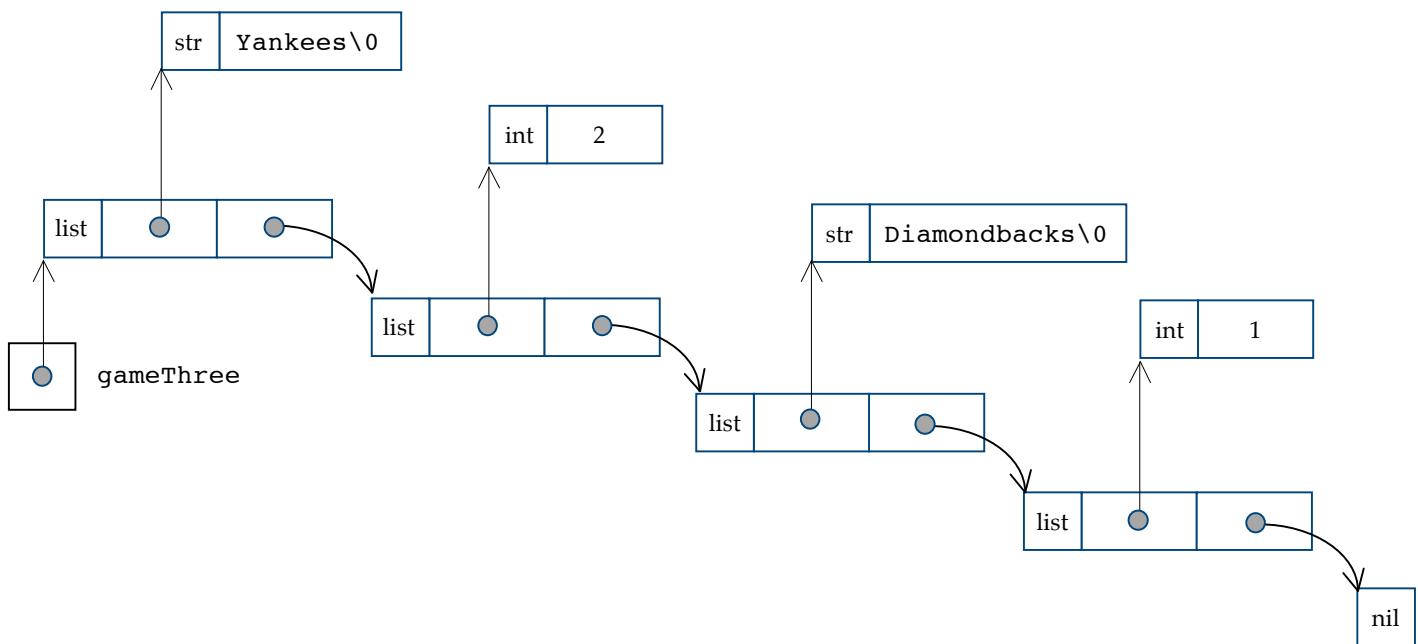 str Yankees\0
int 2
list
str Diamondbacks\0
list
int 1
gameThree
list
list
nil